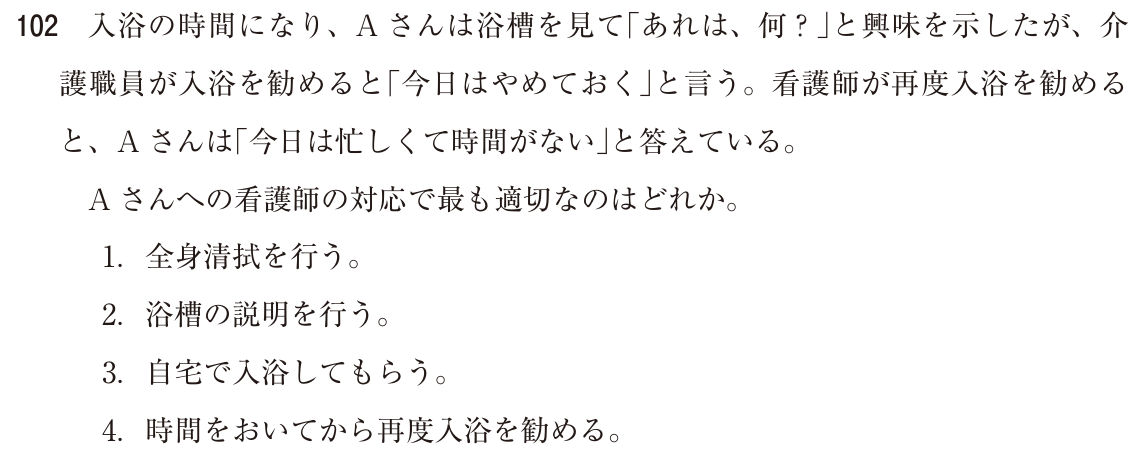 102　入浴の時間になり、A さんは浴槽を見て「あれは、何？」と興味を示したが、介
護職員が入浴を勧めると「今日はやめておく」と言う。看護師が再度入浴を勧める
と、A さんは「今日は忙しくて時間がない」と答えている。
A さんへの看護師の対応で最も適切なのはどれか。
1. 全身清拭を行う。
2. 浴槽の説明を行う。
3. 自宅で入浴してもらう。
4. 時間をおいてから再度入浴を勧める。